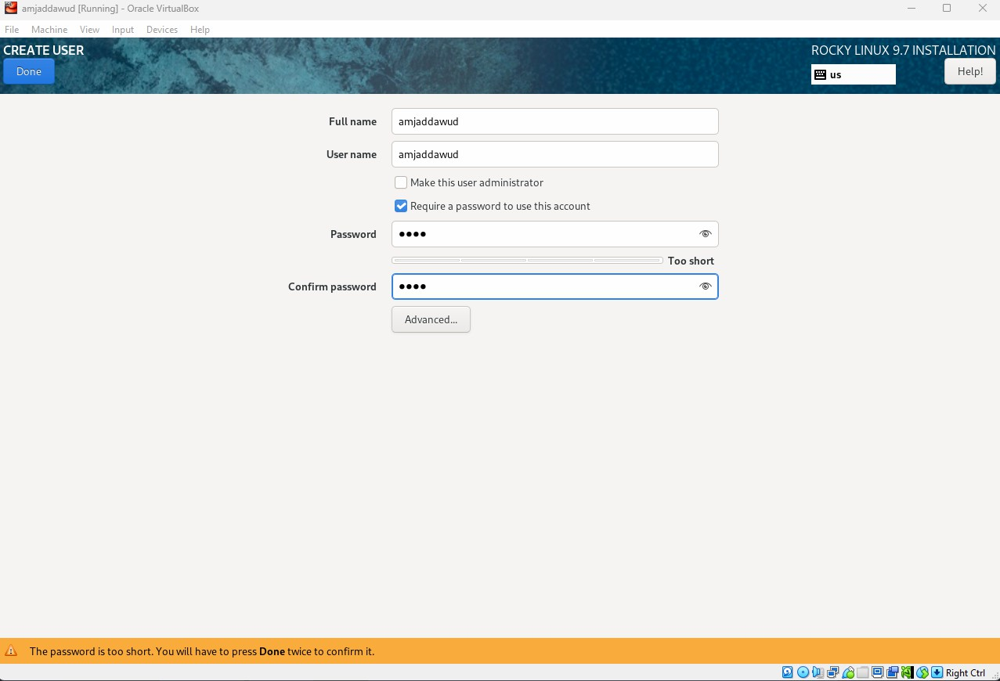 amjaddawud [Running] - Oracle VirtualBox
File Machine View Input Devices Help
CREATE USER
ROCKY LINUX 9.7 INSTALLATION
Done
us
Help!
Full name
amjaddawud
User name
amjaddawud
Make this user administrator
Require a password to use this account
Password
●●●●
Too short
Confirm password
●●●●
Advanced...
The password is too short. You will have to press Done twice to confirm it.
Right Ctrl